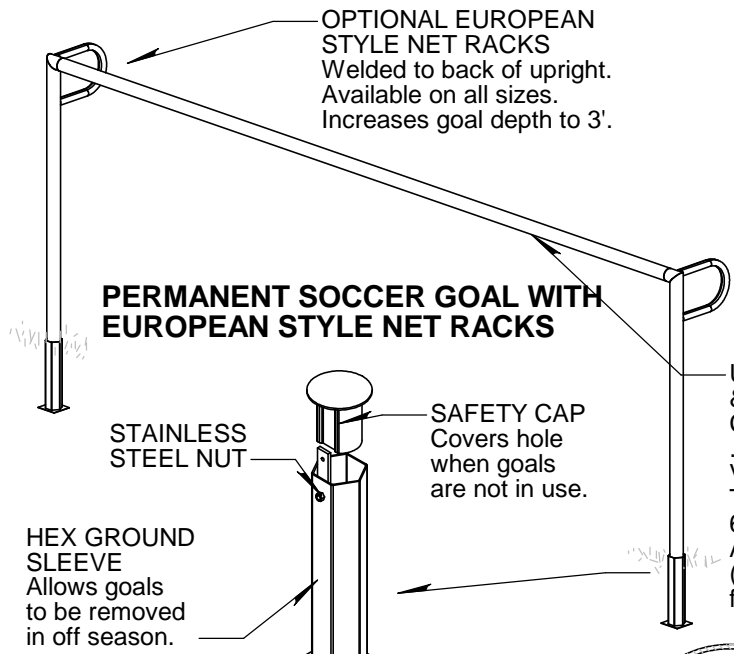 OPTIONAL EUROPEAN
STYLE NET RACKS
Welded to back of upright.
Available on all sizes.
Increases goal depth to 3'.
PERMANENT SOCCER GOAL WITH
EUROPEAN STYLE NET RACKS
STAINLESS
STEEL NUT
SAFETY CAP
Covers hole
when goals
are not in use.
HEX GROUND
SLEEVE
Allows goals
to be removed
in off season.
&